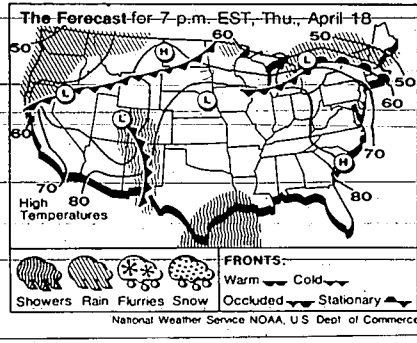 The Forecast for 7 p.m. EST, Thu., April 18
50
60
50
H
L
L
L
L
50
60
60
70
H
70
80
80
High
Temperatures
Showers Rain Flurries Snow
FRONTS:
Warm Cold
Occluded Stationary
National Weather Service NOAA, U.S. Dept. of Commerce